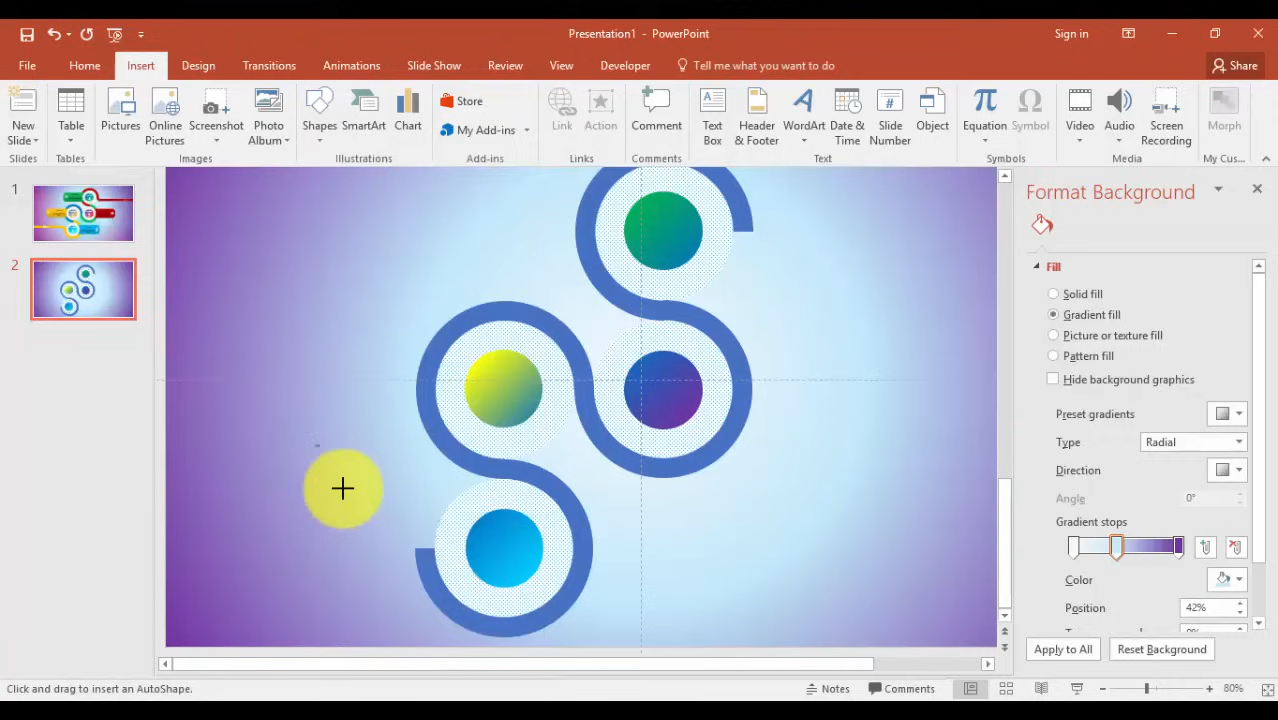 Presentation1 - PowerPoint
Sign in
File
Home
Insert
Design
Transitions
Animations
Slide Show
Review
View
Developer
Tell me what you want to do
Share
New
Slide
Table
Pictures
Online
Pictures
Screenshot
Photo
Album
Shapes
SmartArt
Chart
Store
My Add-ins
Link
Action
Comment
Text
Box
Header
& Footer
WordArt
Date &
Time
Slide
Number
Object
Equation
Symbol
Video
Audio
Screen
Recording
Morph
Slides
Tables
Images
Illustrations
Add-ins
Links
Comments
Text
Symbols
Media
My Cus...
1
2
Format Background
Fill
Solid fill
Gradient fill
Picture or texture fill
Pattern fill
Hide background graphics
Preset gradients
Type
Radial
Direction
Angle
0°
Gradient stops
Color
Position
42%
Apply to All
Reset Background
Click and drag to insert an AutoShape.
Notes
Comments
80%